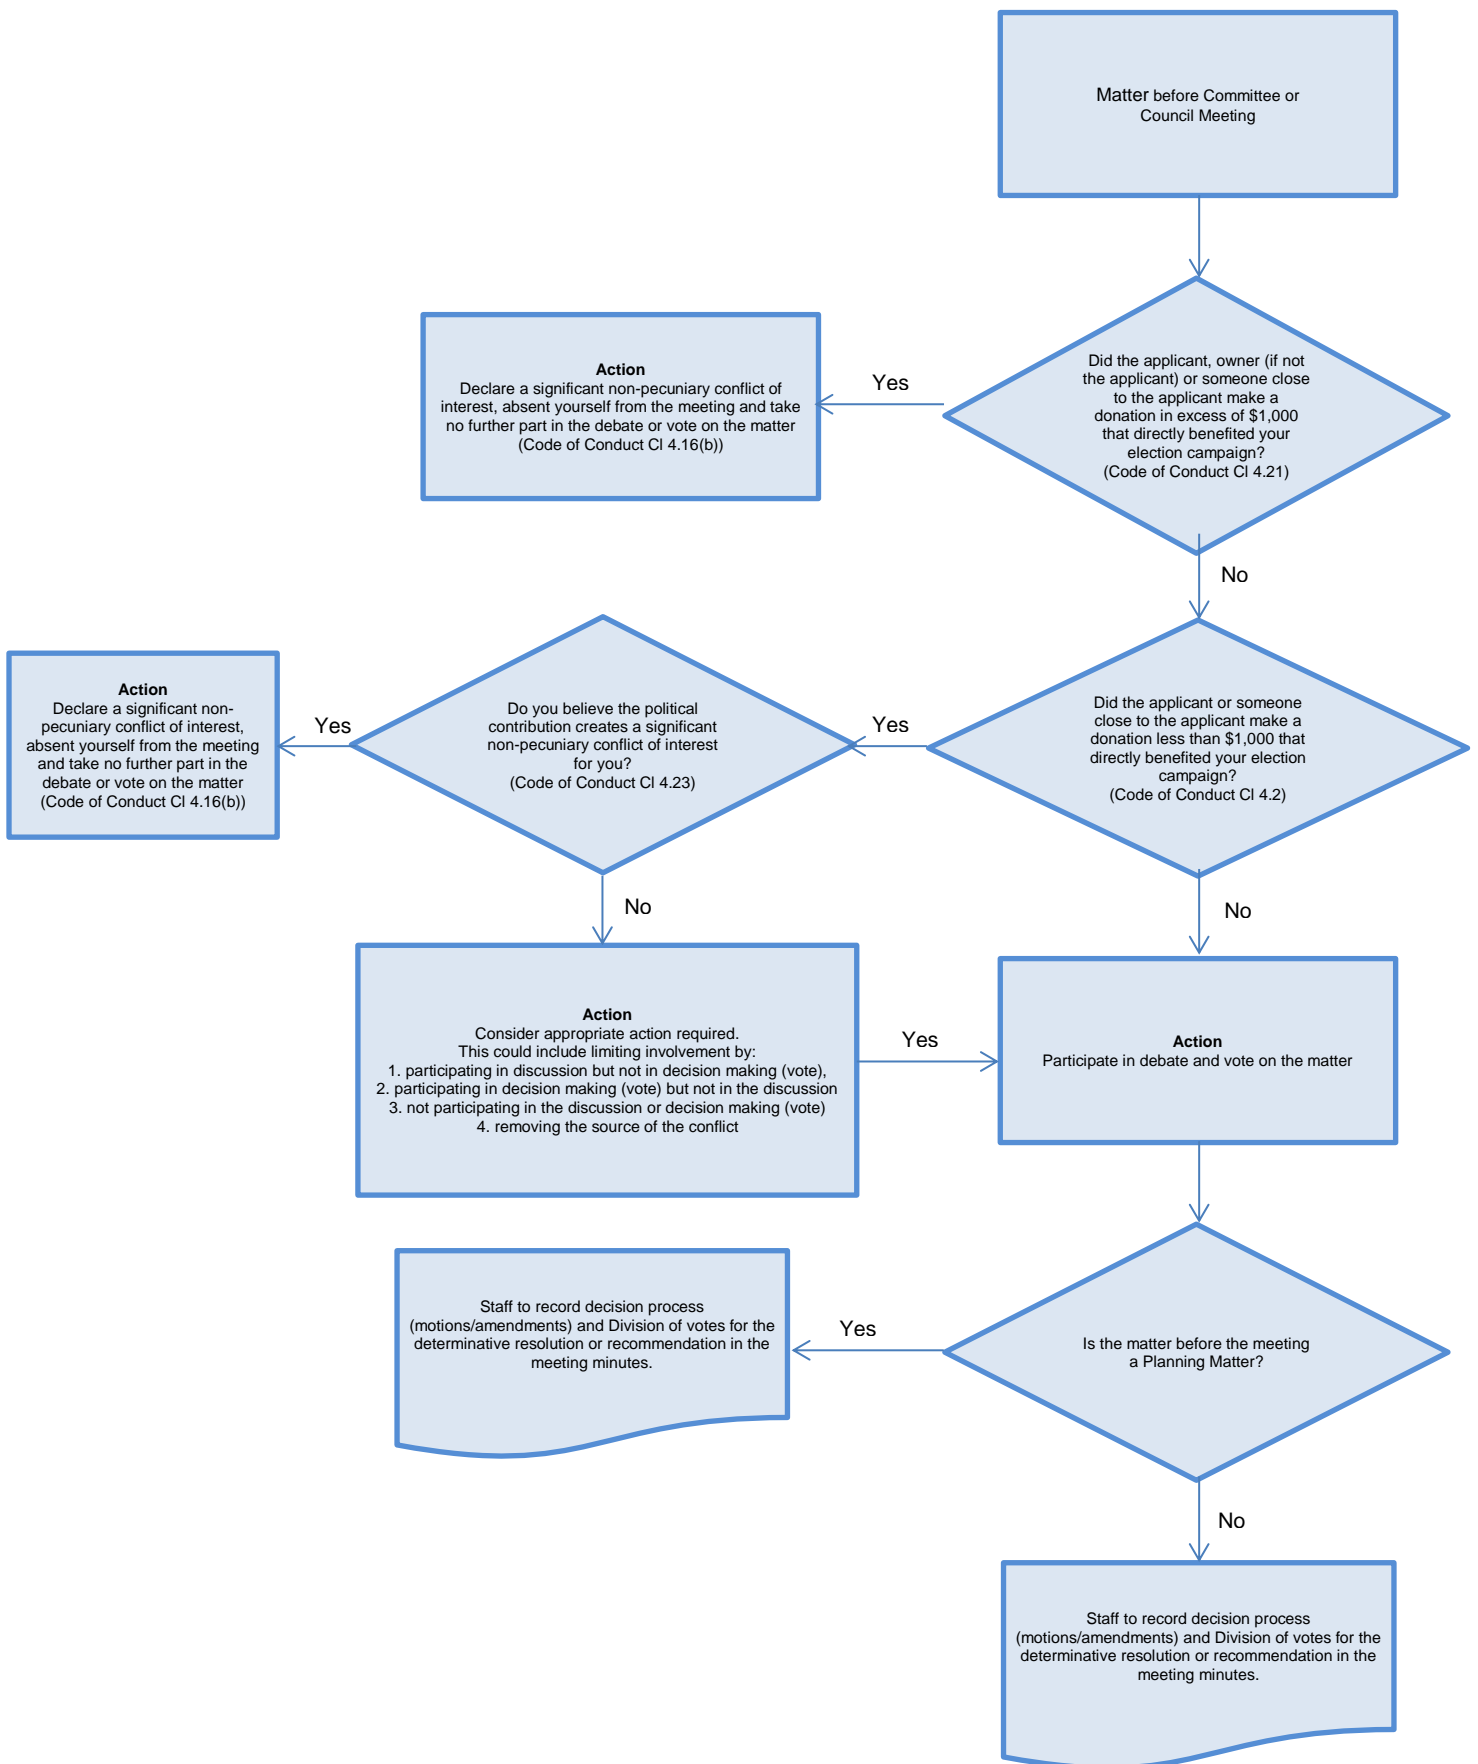 Matter before Committee or
Council Meeting
Did the applicant, owner (if not
the applicant) or someone close
to the applicant make a
donation in excess of $1,000
that directly benefited your
election campaign?
(Code of Conduct Cl 4.21)
Yes
Action
Declare a significant non-pecuniary conflict of
interest, absent yourself from the meeting and take
no further part in the debate or vote on the matter
(Code of Conduct Cl 4.16(b))
No
Did the applicant or someone
close to the applicant make a
donation less than $1,000 that
directly benefited your election
campaign?
(Code of Conduct Cl 4.2)
Yes
Do you believe the political
contribution creates a significant
non-pecuniary conflict of interest
for you?
(Code of Conduct Cl 4.23)
Yes
Action
Declare a significant non-
pecuniary conflict of interest,
absent yourself from the meeting
and take no further part in the
debate or vote on the matter
(Code of Conduct Cl 4.16(b))
No
No
Action
Consider appropriate action required.
This could include limiting involvement by:
1. participating in discussion but not in decision making (vote),
2. participating in decision making (vote) but not in the discussion
3. not participating in the discussion or decision making (vote)
4. removing the source of the conflict
Yes
Action
Participate in debate and vote on the matter
Is the matter before the meeting
a Planning Matter?
Yes
Staff to record decision process
(motions/amendments) and Division of votes for the
determinative resolution or recommendation in the
meeting minutes.
No
Staff to record decision process
(motions/amendments) and Division of votes for the
determinative resolution or recommendation in the
meeting minutes.